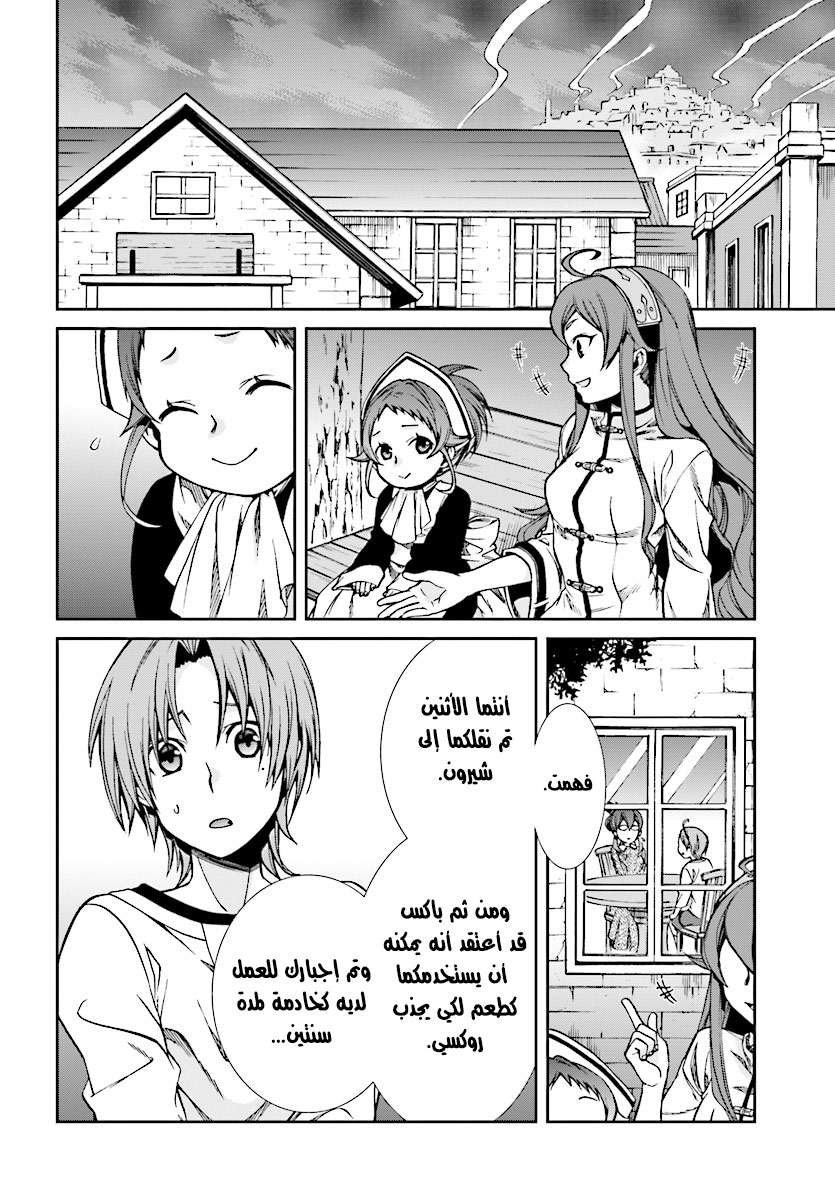 فهمت.
أنتما الأثنين
تم نقلكما إلى
شيرون.
ومن ثم باكس
قد أعتقد أنه يمكنه
أن يستخدمكما
كطعم لكي يجذب
روكسي.
وتم إجبارك للعمل
لديه كخادمة لمدة
سنتين...